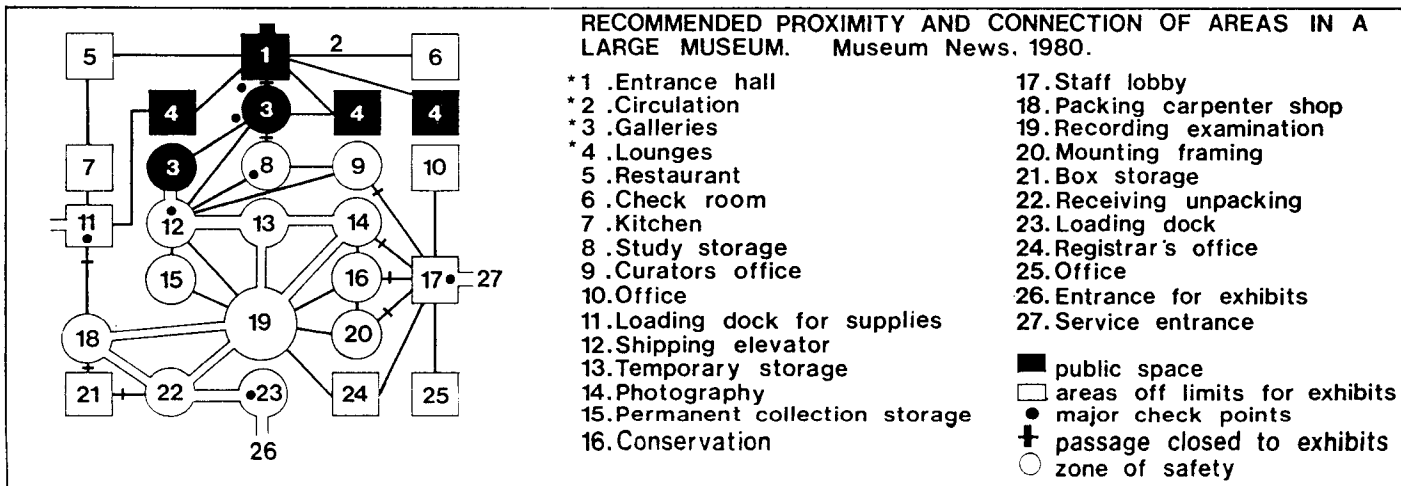 RECOMMENDED PROXIMITY AND CONNECTION OF AREAS IN A
LARGE MUSEUM. Museum News. 1980.
*1 .Entrance hall
*2 .Circulation
*3 .Galleries
*4 .Lounges
5 .Restaurant
6 .Check room
7 .Kitchen
8 .Study storage
9 .Curators office
10.Office
11.Loading dock for supplies
12.Shipping elevator
13.Temporary storage
14.Photography
15.Permanent collection storage
16.Conservation
17.Staff lobby
18.Packing carpenter shop
19.Recording examination
20.Mounting framing
21.Box storage
22.Receiving unpacking
23.Loading dock
24.Registrar's office
25.Office
26.Entrance for exhibits
27.Service entrance
public space
areas off limits for exhibits
major check points
passage closed to exhibits
zone of safety
5
1
2
6
4
3
4
4
7
3
8
9
10
11
12
13
14
15
16
17
27
18
19
20
21
22
23
24
25
26